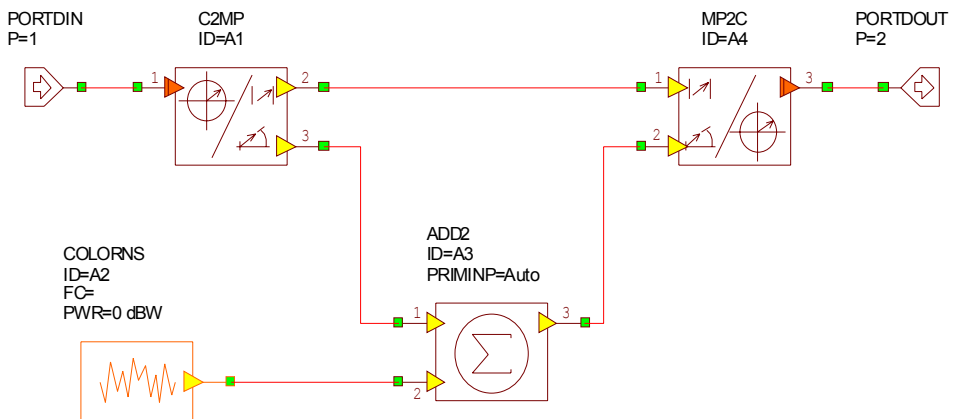 PORTDIN
P=1
C2MP
ID=A1
MP2C
ID=A4
PORTDOUT
P=2
1
2
3
1
2
3
COLORNS
ID=A2
FC=
PWR=0 dBW
ADD2
ID=A3
PRIMINP=Auto
1
2
3
Σ